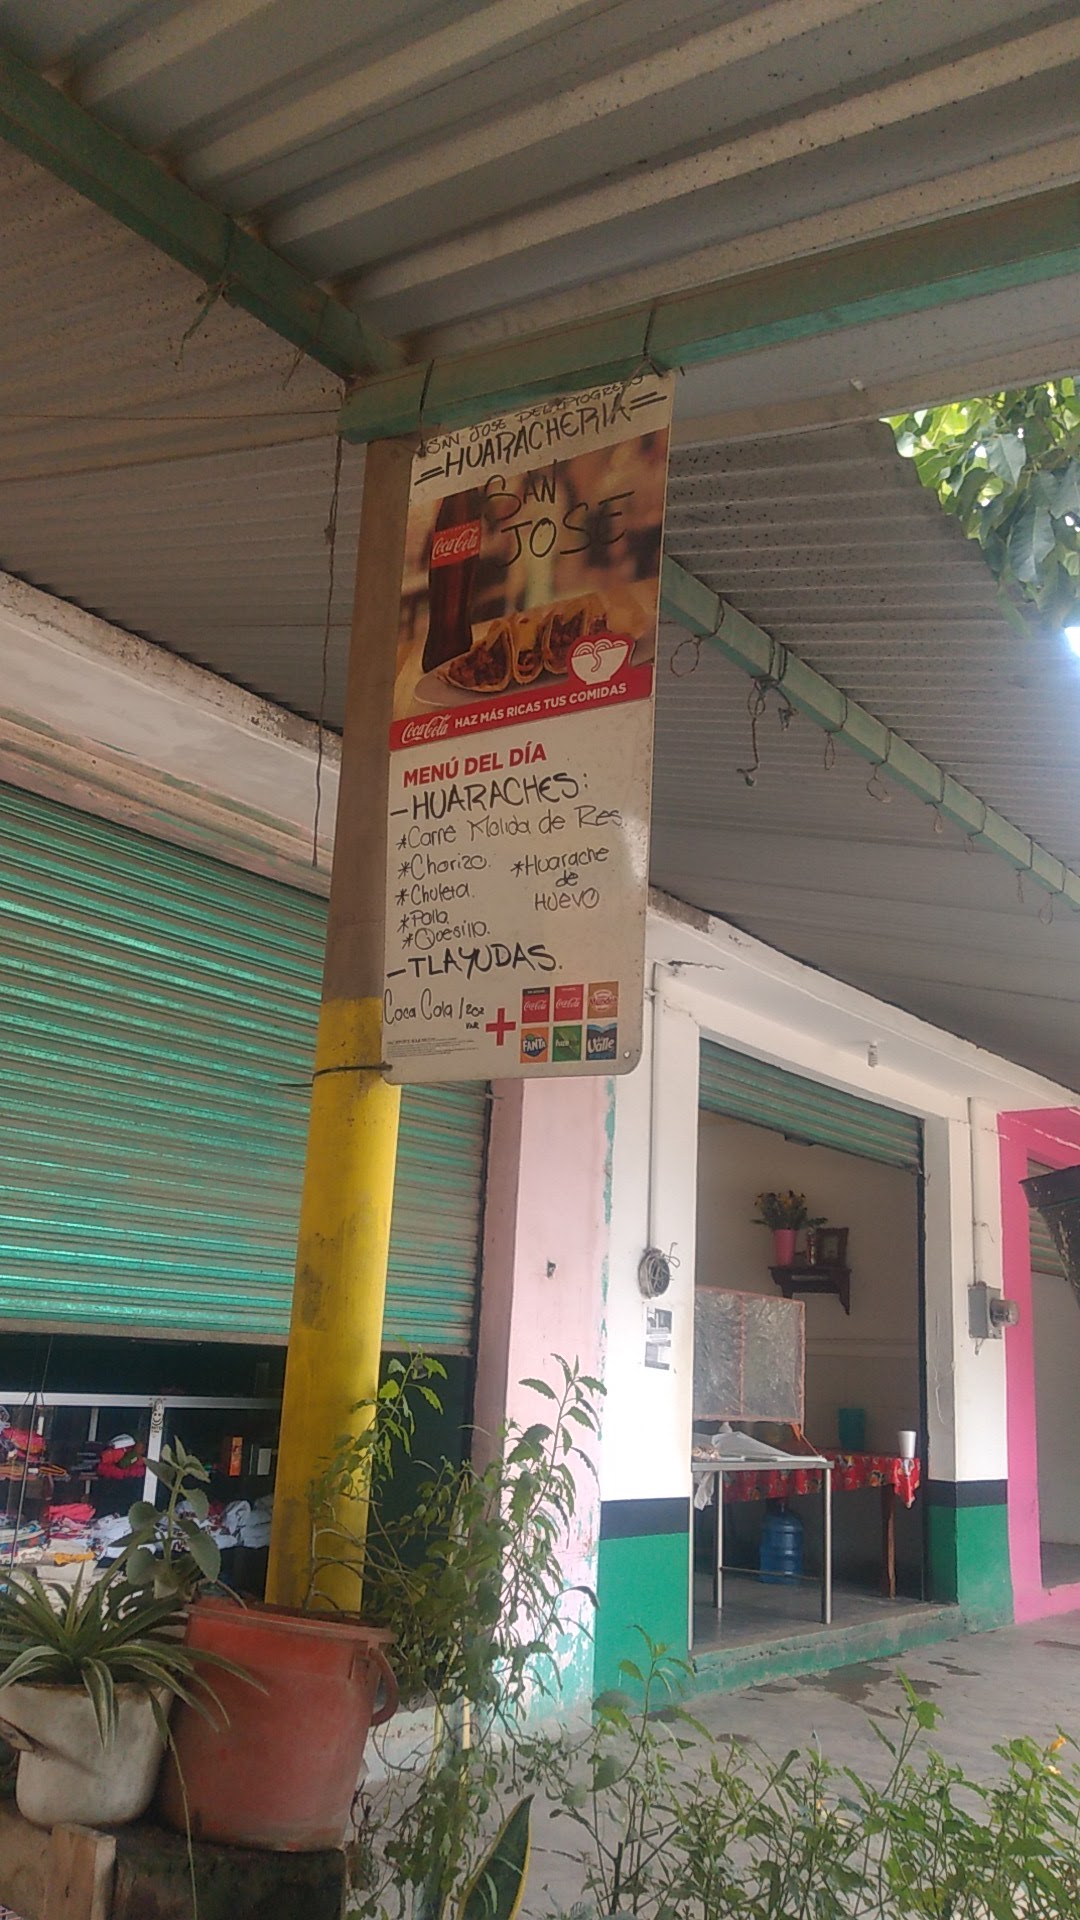 SAN JOSE DEL PROGRESO
=HUARACHERIA=
SAN
JOSE
Coca-Cola
Coca-Cola HAZ MÁS RICAS TUS COMIDAS
MENÚ DEL DÍA
-HUARACHES:
*Carne Molida de Res.
*Chorizo.
*Chuleta.
*Pollo
*Quesillo.
*Huarache
de
HUEVO
-TLAYUDAS.
Coca Cola /
+
Coca-Cola Coca-Cola Mundet
FANTA Fresca Valle